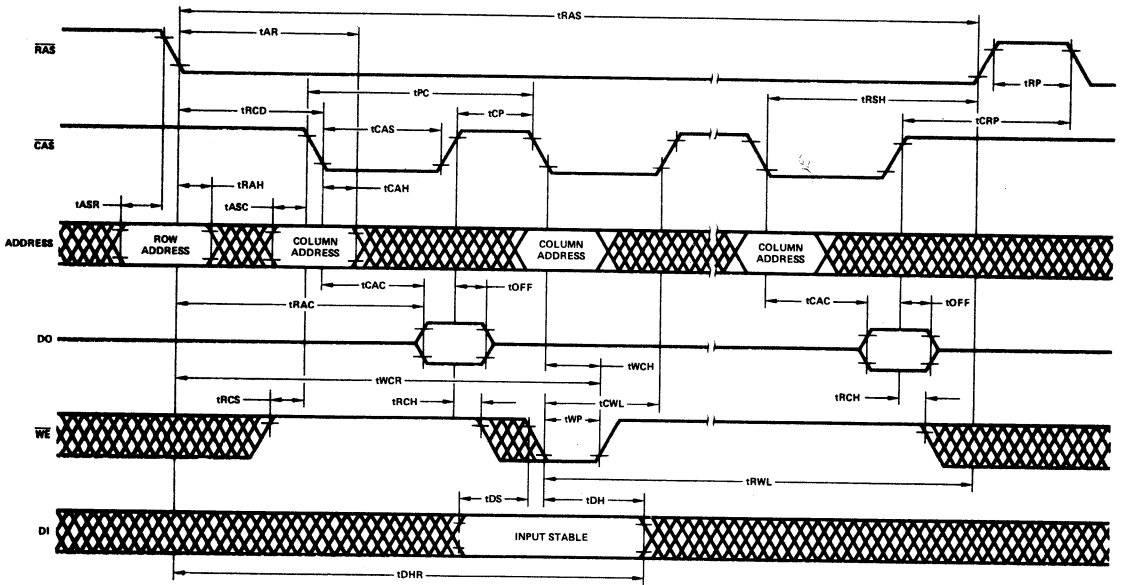 tRAS
tAR
RAS
tRP
tPC
tRSH
tRCD
tCP
tCRP
tCAS
CAS
tRAH
tCAH
tASR
tASC
ADDRESS
ROW ADDRESS
COLUMN ADDRESS
COLUMN ADDRESS
COLUMN ADDRESS
tCAC
tOFF
tCAC
tOFF
tRAC
DO
tWCH
tWCR
tRCS
tRCH
tCWL
tRCH
tWP
WE
tRWL
tDS
tDH
DI
INPUT STABLE
tDHR